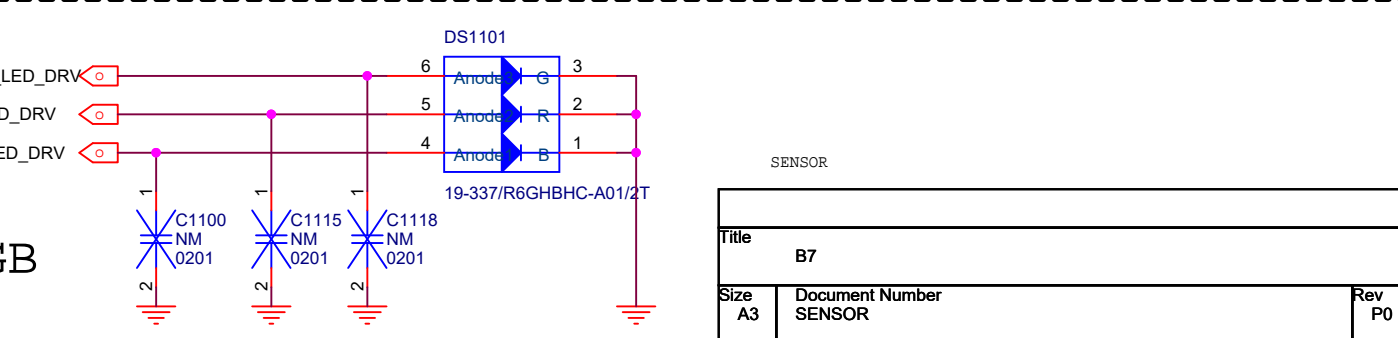 DS1101
_LED_DRV
6
Anode3
G
3
D_DRV
5
Anode2
R
2
ED_DRV
4
Anode1
B
1
19-337/R6GHBHC-A01/2T
1
C1100
NM
0201
2
1
C1115
NM
0201
2
1
C1118
NM
0201
2
GB
SENSOR
Title
B7
Size
A3
Document Number
SENSOR
Rev
P0